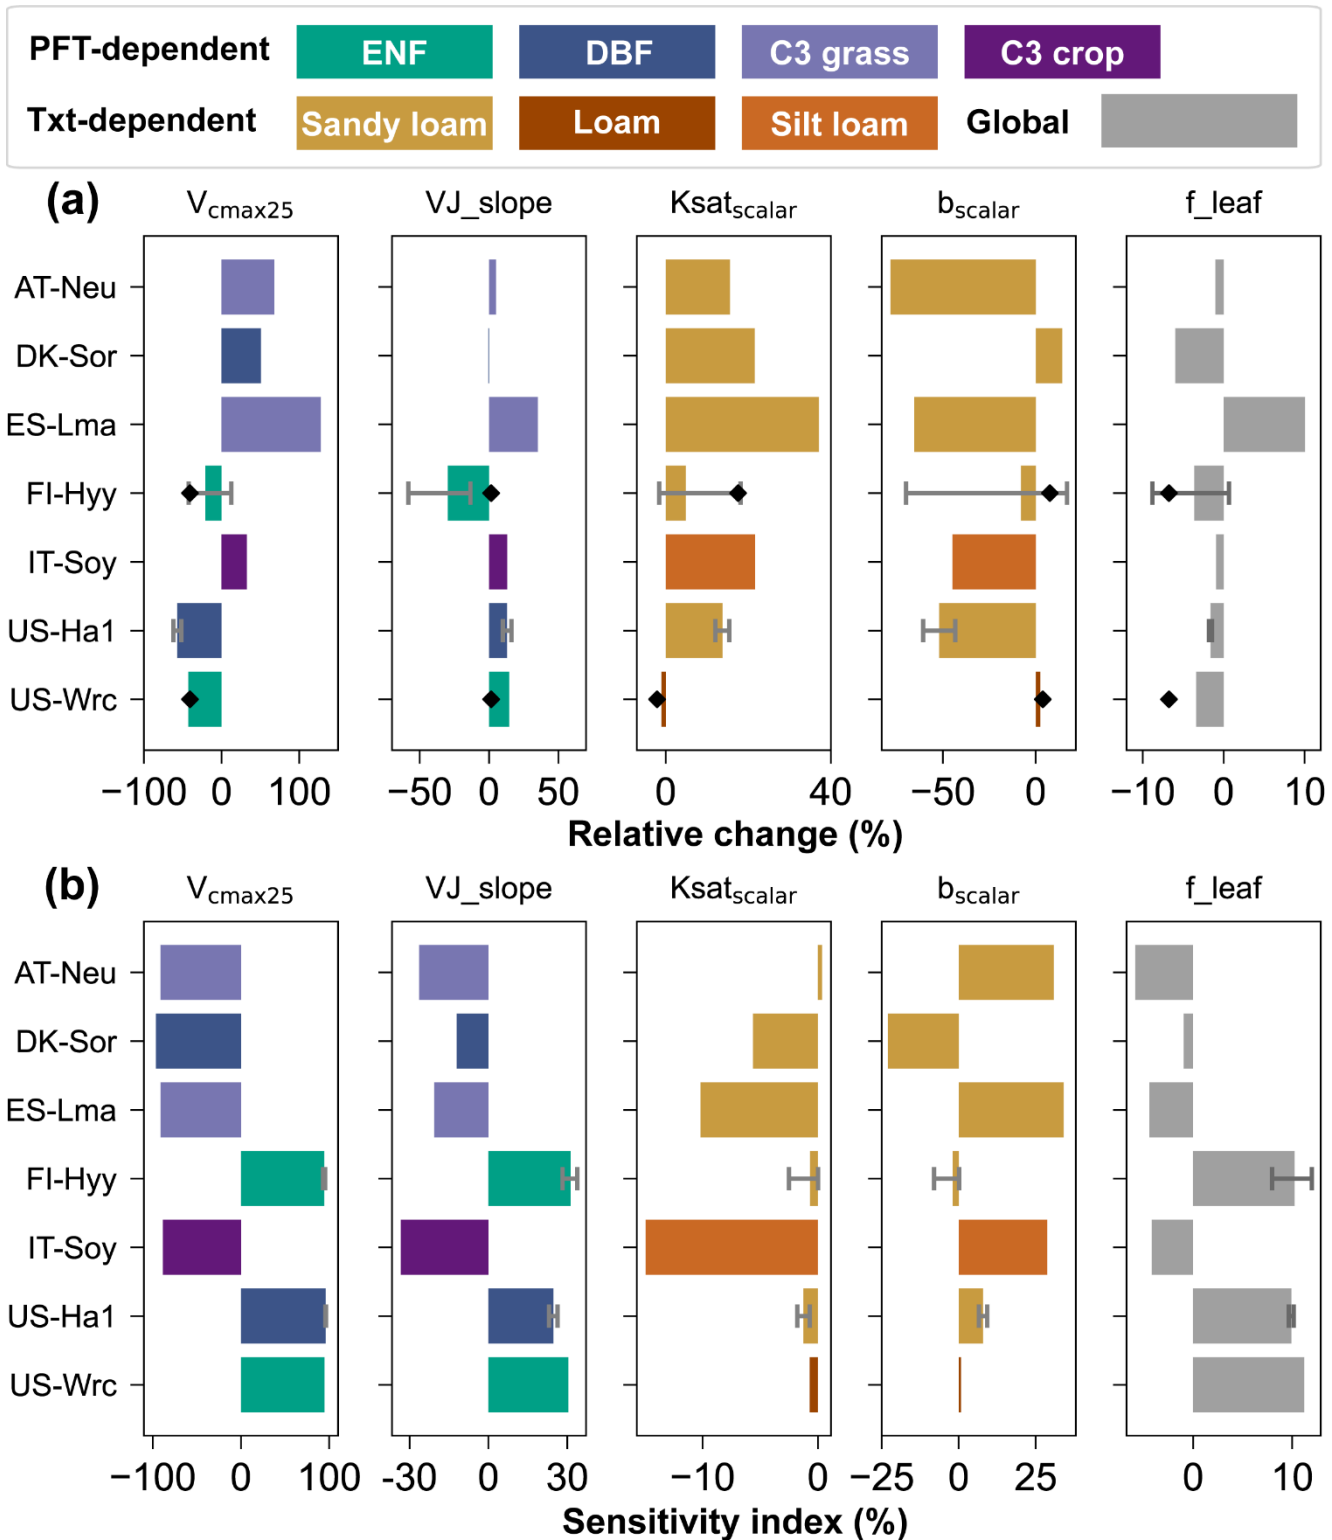 PFT-dependent ENF DBF C3 grass C3 crop
Txt-dependent Sandy loam Loam Silt loam Global
(a) Vcmax25 VJ_slope Ksatscalar bscalar f_leaf
AT-Neu
DK-Sor
ES-Lma
FI-Hyy
IT-Soy
US-Ha1
US-Wrc
−100 0 100 −50 0 50 0 40 −50 0 −10 0 10
Relative change (%)
(b) Vcmax25 VJ_slope Ksatscalar bscalar f_leaf
AT-Neu
DK-Sor
ES-Lma
FI-Hyy
IT-Soy
US-Ha1
US-Wrc
−100 0 100 -30 0 30 −10 0 −25 0 25 0 10
Sensitivity index (%)